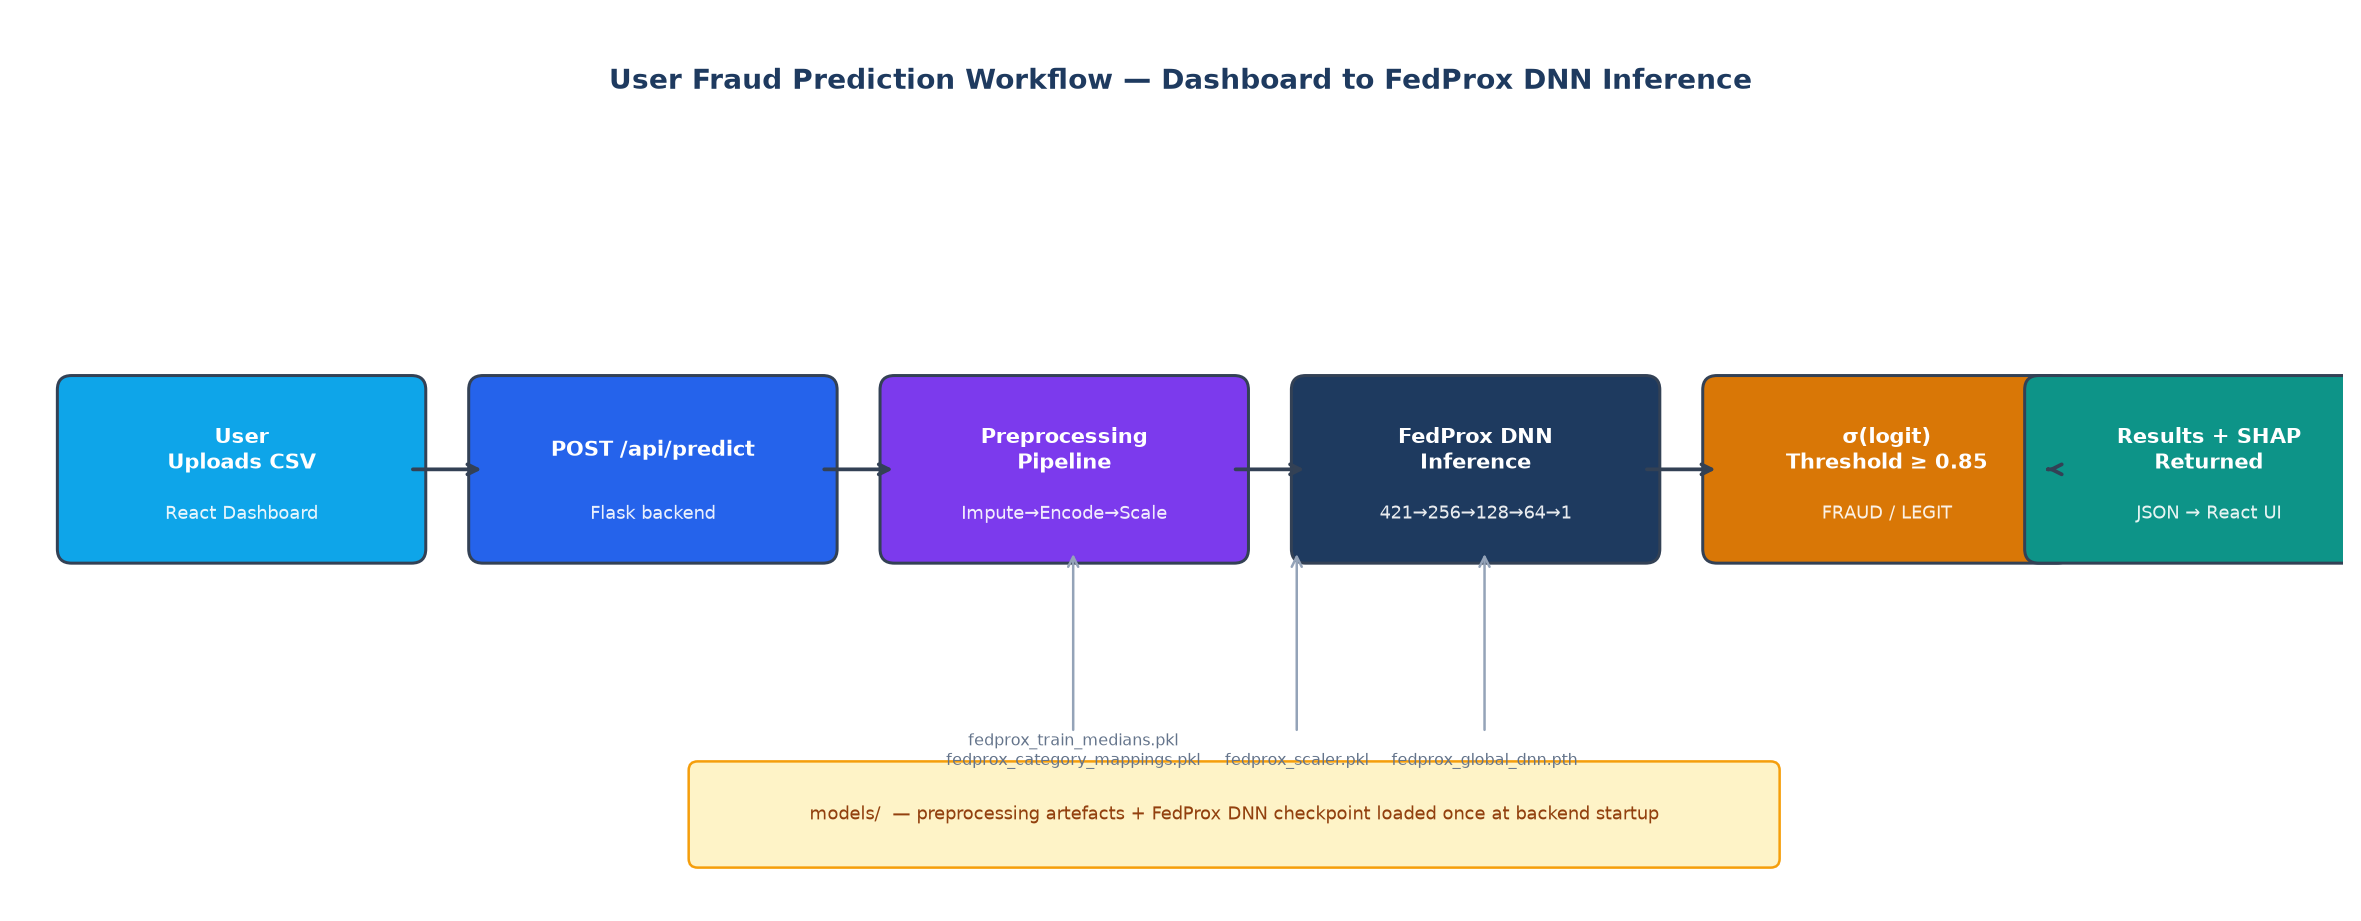 User Fraud Prediction Workflow — Dashboard to FedProx DNN Inference
User
Uploads CSV
React Dashboard
POST /api/predict
Flask backend
Preprocessing
Pipeline
Impute→Encode→Scale
FedProx DNN
Inference
421→256→128→64→1
σ(logit)
Threshold ≥ 0.85
FRAUD / LEGIT
Results + SHAP
Returned
JSON → React UI
fedprox_train_medians.pkl
fedprox_category_mappings.pkl
fedprox_scaler.pkl
fedprox_global_dnn.pth
models/ — preprocessing artefacts + FedProx DNN checkpoint loaded once at backend startup